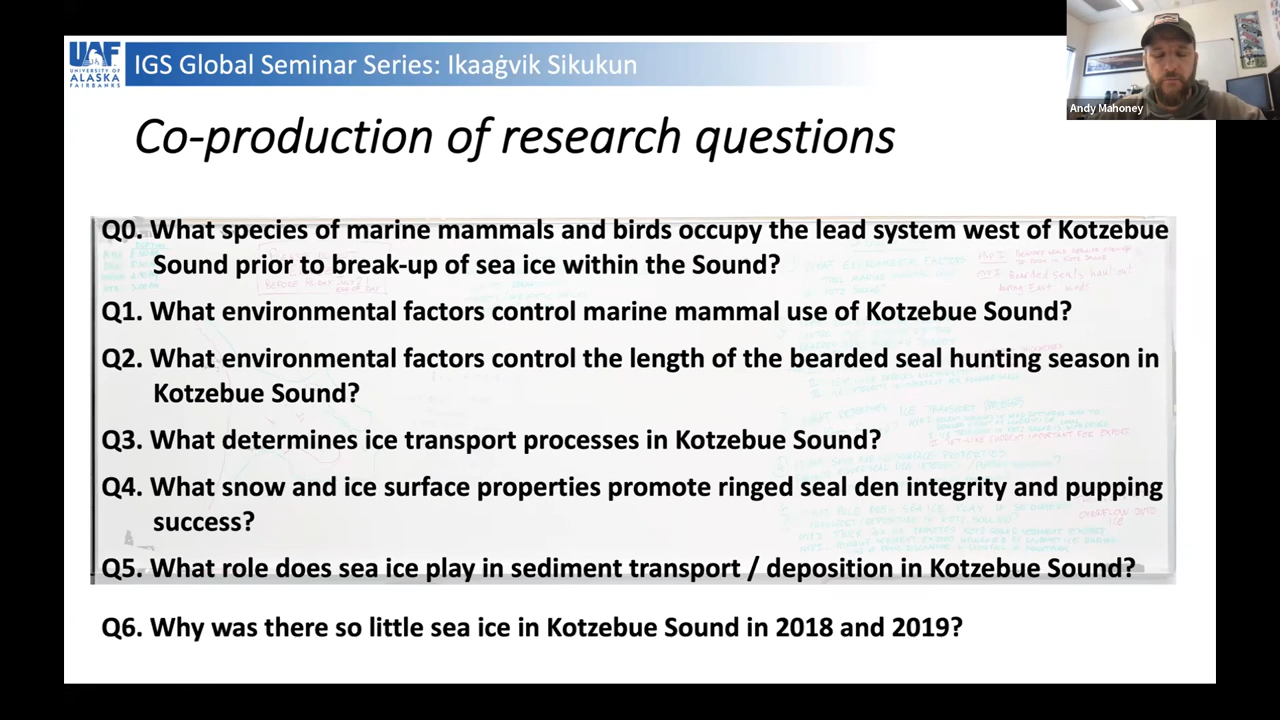 UAF
UNIVERSITY OF
ALASKA
FAIRBANKS
IGS Global Seminar Series: Ikaaġvik Sikukun
Andy Mahoney
Co-production of research questions
Q0. What species of marine mammals and birds occupy the lead system west of Kotzebue
Sound prior to break-up of sea ice within the Sound?
Q1. What environmental factors control marine mammal use of Kotzebue Sound?
Q2. What environmental factors control the length of the bearded seal hunting season in
Kotzebue Sound?
Q3. What determines ice transport processes in Kotzebue Sound?
Q4. What snow and ice surface properties promote ringed seal den integrity and pupping
success?
Q5. What role does sea ice play in sediment transport / deposition in Kotzebue Sound?
Q6. Why was there so little sea ice in Kotzebue Sound in 2018 and 2019?